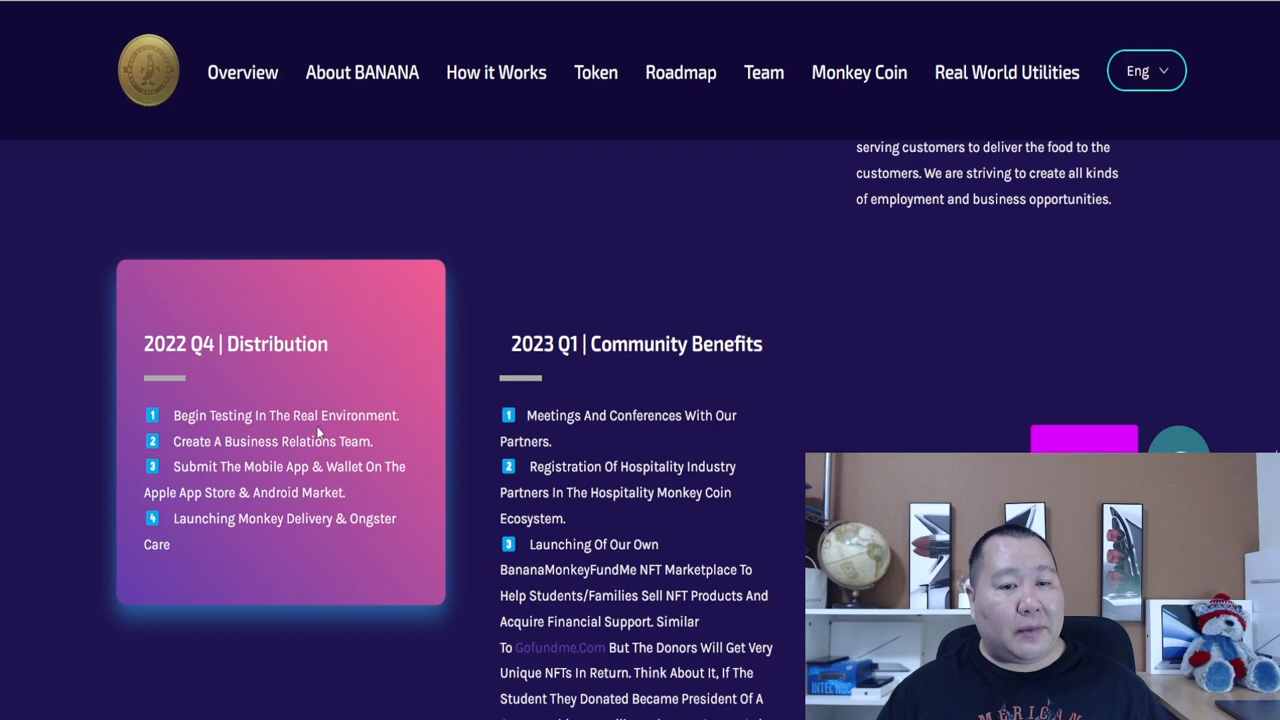 Overview About BANANA How it Works Token Roadmap Team Monkey Coin Real World Utilities Eng
serving customers to deliver the food to the
customers. We are striving to create all kinds
of employment and business opportunities.
2022 Q4 | Distribution
1 Begin Testing In The Real Environment.
2 Create A Business Relations Team.
3 Submit The Mobile App & Wallet On The
Apple App Store & Android Market.
4 Launching Monkey Delivery & Ongster
Care
2023 Q1 | Community Benefits
1 Meetings And Conferences With Our
Partners.
2 Registration Of Hospitality Industry
Partners In The Hospitality Monkey Coin
Ecosystem.
3 Launching Of Our Own
BananaMonkeyFundMe NFT Marketplace To
Help Students/Families Sell NFT Products And
Acquire Financial Support. Similar
To Gofundme.Com But The Donors Will Get Very
Unique NFTs In Return. Think About It, If The
Student They Donated Became President Of A
INTEL NUC
AMERICAN